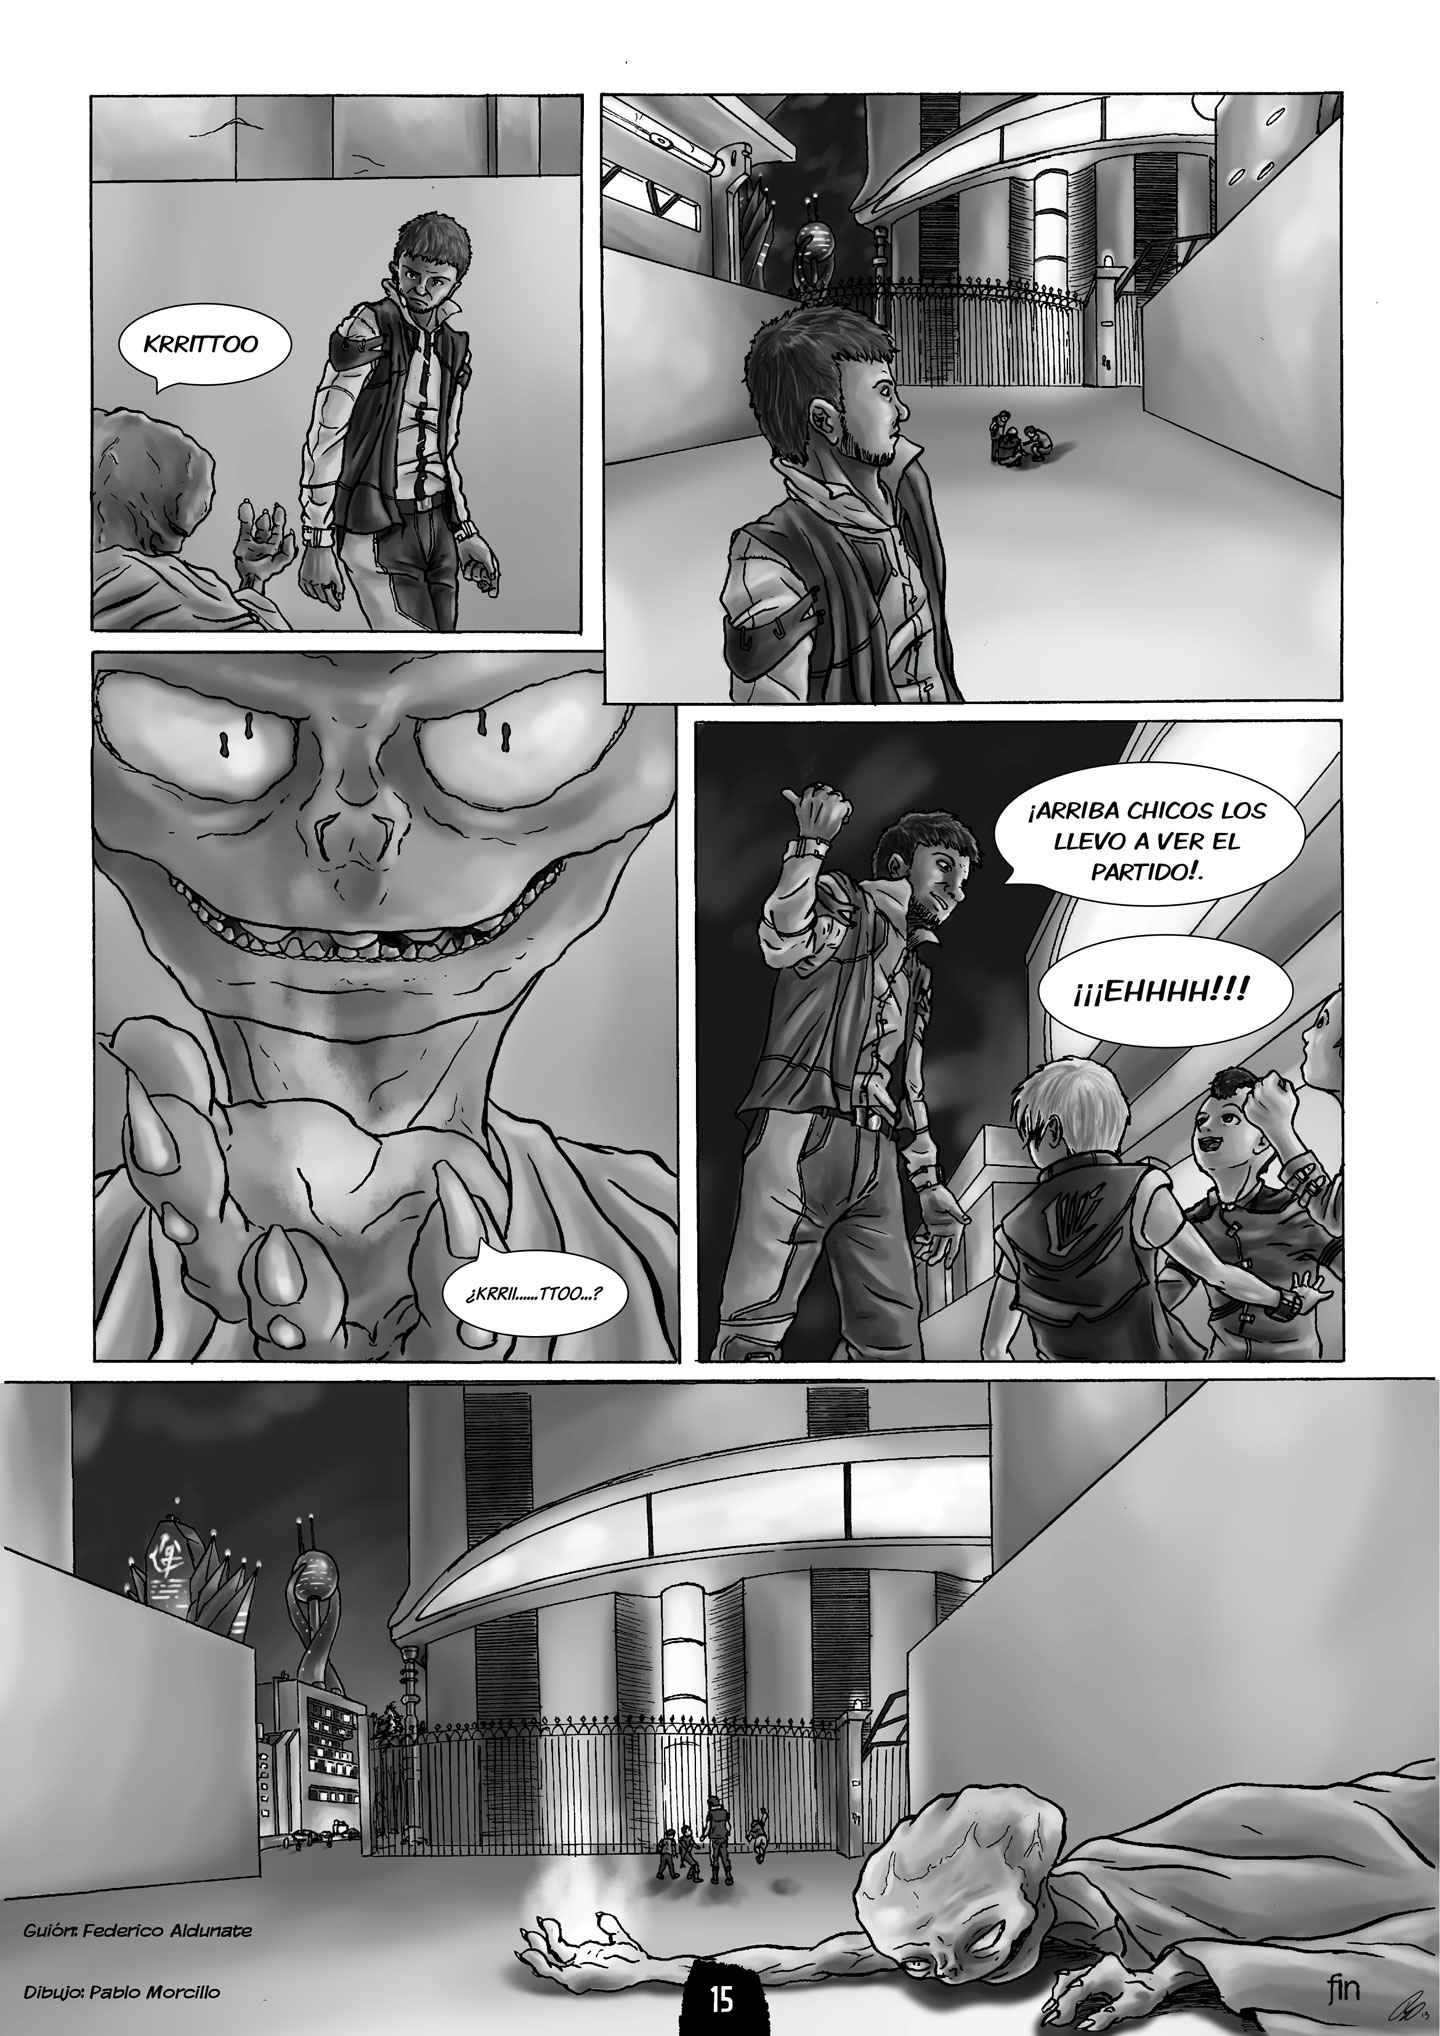 KRRITTOO
¡ARRIBA CHICOS LOS
LLEVO A VER EL
PARTIDO!.
¡¡¡EHHHH!!!
¿KRRII......TTOO...?
Guión: Federico Aldunate
Dibujo: Pablo Morcillo
15
fin